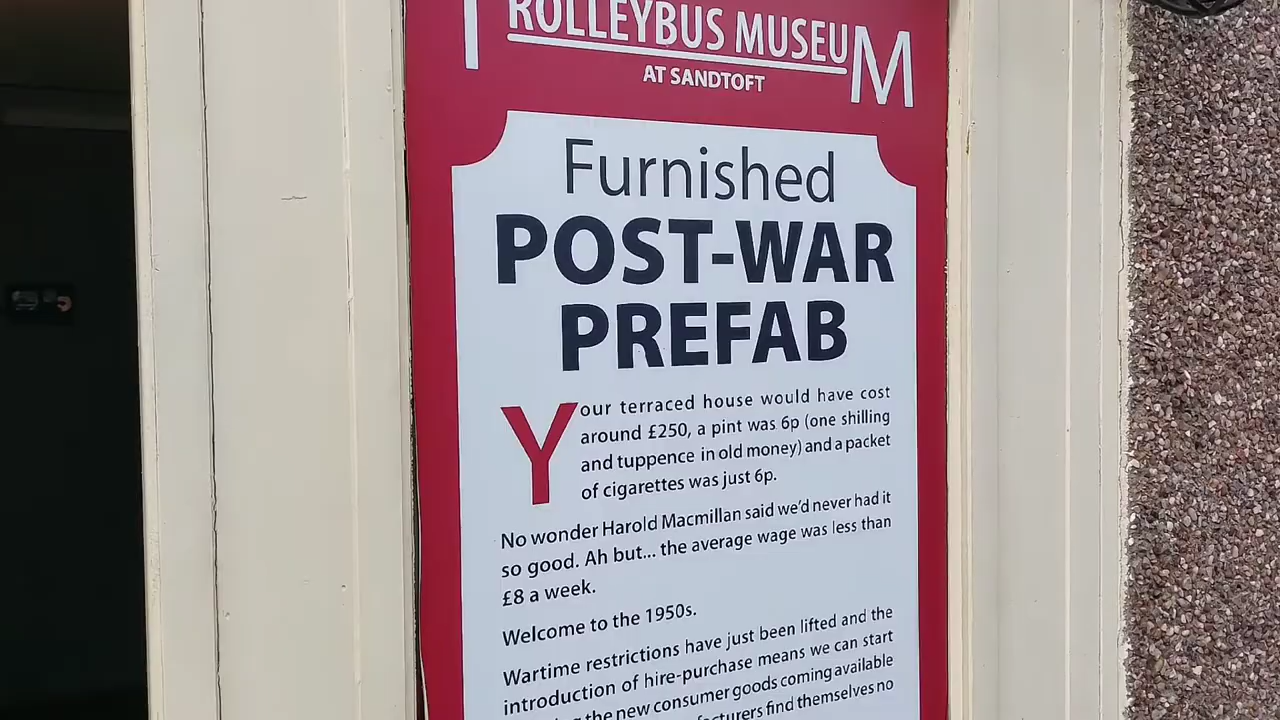 TROLLEYBUS MUSEUM
AT SANDTOFT
Furnished
POST-WAR
PREFAB
Your terraced house would have cost
around £250, a pint was 6p (one shilling
and tuppence in old money) and a packet
of cigarettes was just 6p.
No wonder Harold Macmillan said we'd never had it
so good. Ah but... the average wage was less than
£8 a week.
Welcome to the 1950s.
Wartime restrictions have just been lifted and the
introduction of hire-purchase means we can start
the new consumer goods coming available
find themselves no